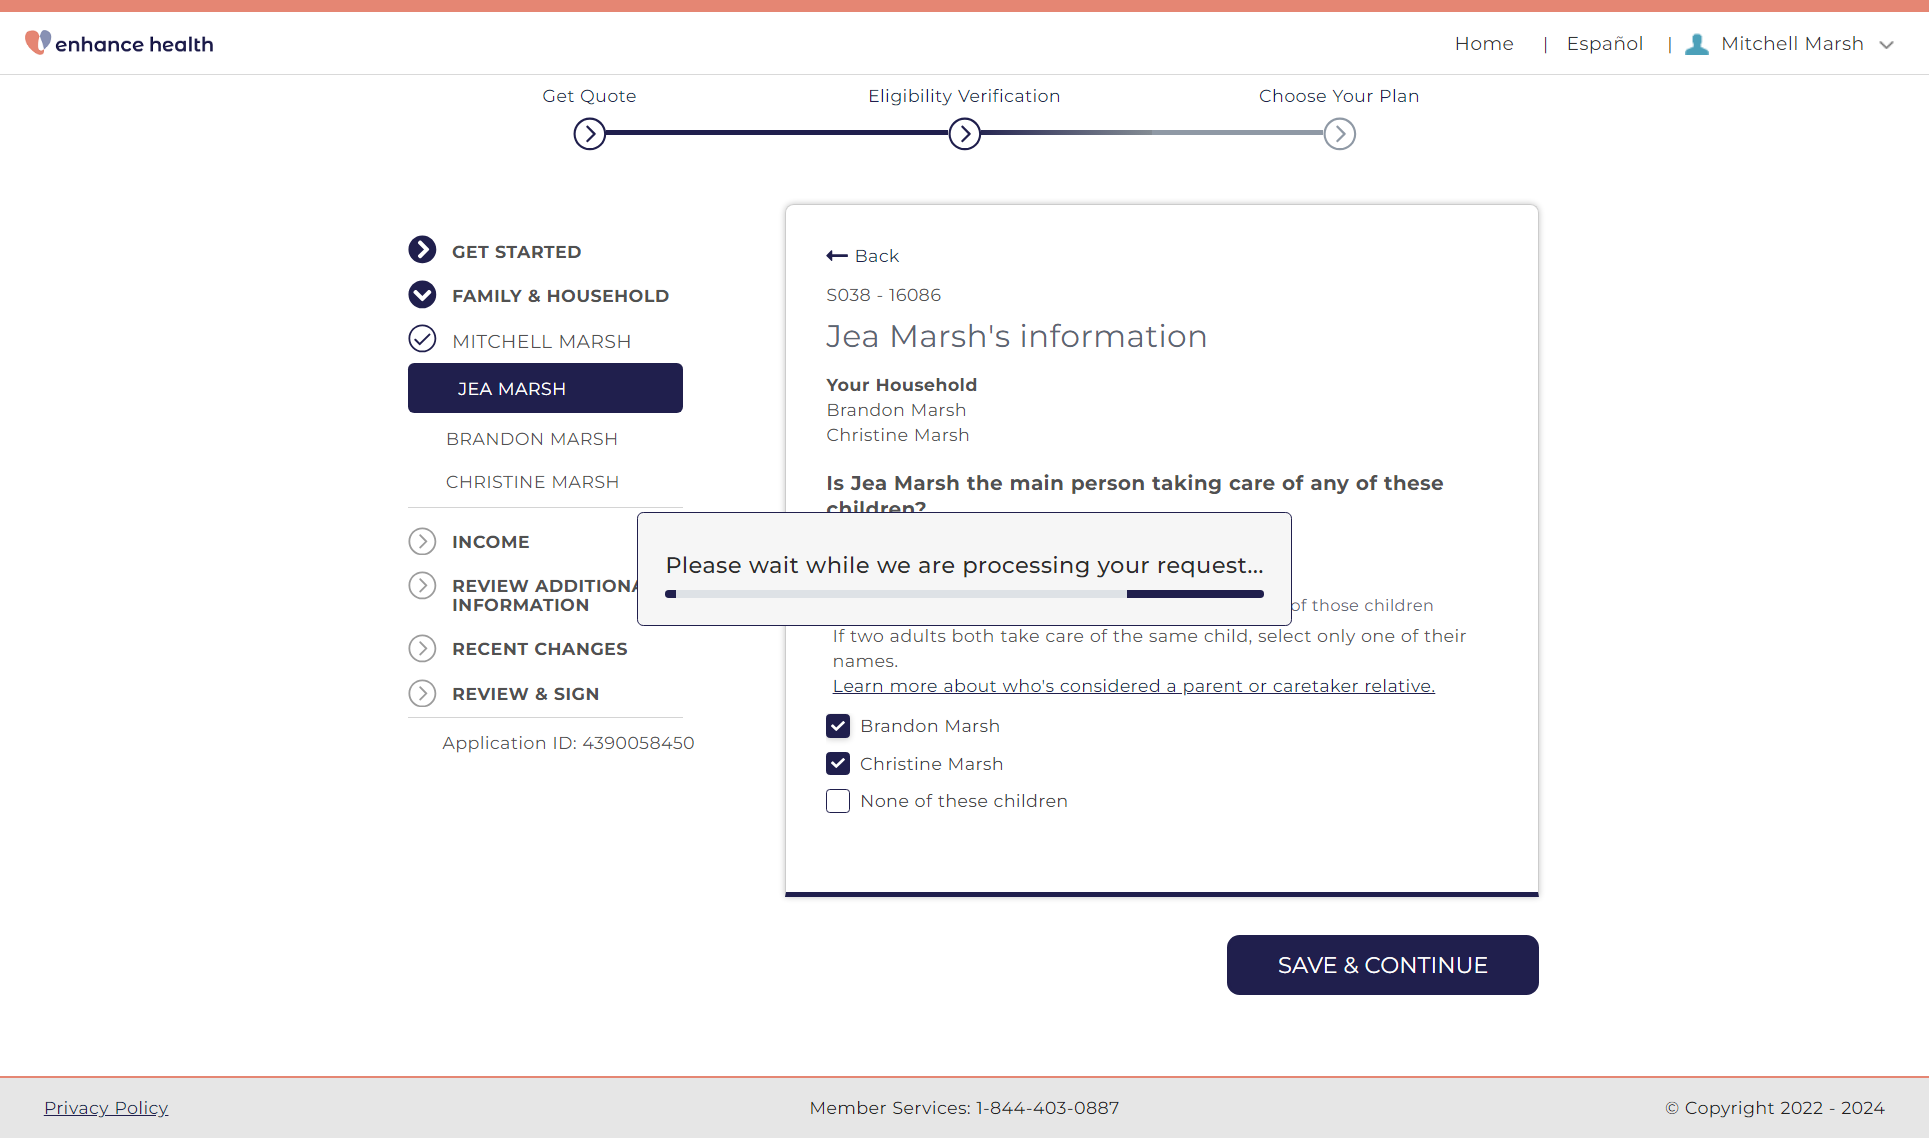 enhance health
Home | Español | Mitchell Marsh
Get Quote
Eligibility Verification
Choose Your Plan
GET STARTED
FAMILY & HOUSEHOLD
MITCHELL MARSH
JEA MARSH
BRANDON MARSH
CHRISTINE MARSH
INCOME
REVIEW ADDITIONA
INFORMATION
RECENT CHANGES
REVIEW & SIGN
Application ID: 4390058450
Back
S038 - 16086
Jea Marsh's information
Your Household
Brandon Marsh
Christine Marsh
Is Jea Marsh the main person taking care of any of these
children?
Please wait while we are processing your request...
of those children
If two adults both take care of the same child, select only one of their
names.
Learn more about who's considered a parent or caretaker relative.
Brandon Marsh
Christine Marsh
None of these children
SAVE & CONTINUE
Privacy Policy
Member Services: 1-844-403-0887
© Copyright 2022 - 2024